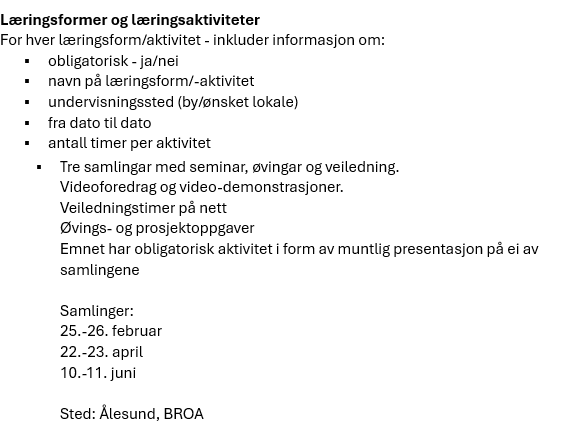 Læringsformer og læringsaktiviteter
For hver læringsform/aktivitet - inkluder informasjon om:
▪ obligatorisk - ja/nei
▪ navn på læringsform/-aktivitet
▪ undervisningssted (by/ønsket lokale)
▪ fra dato til dato
▪ antall timer per aktivitet
▪ Tre samlingar med seminar, øvingar og veiledning.
Videoforedrag og video-demonstrasjoner.
Veiledningstimer på nett
Øvings- og prosjektoppgaver
Emnet har obligatorisk aktivitet i form av muntlig presentasjon på ei av
samlingene
Samlinger:
25.-26. februar
22.-23. april
10.-11. juni
Sted: Ålesund, BROA